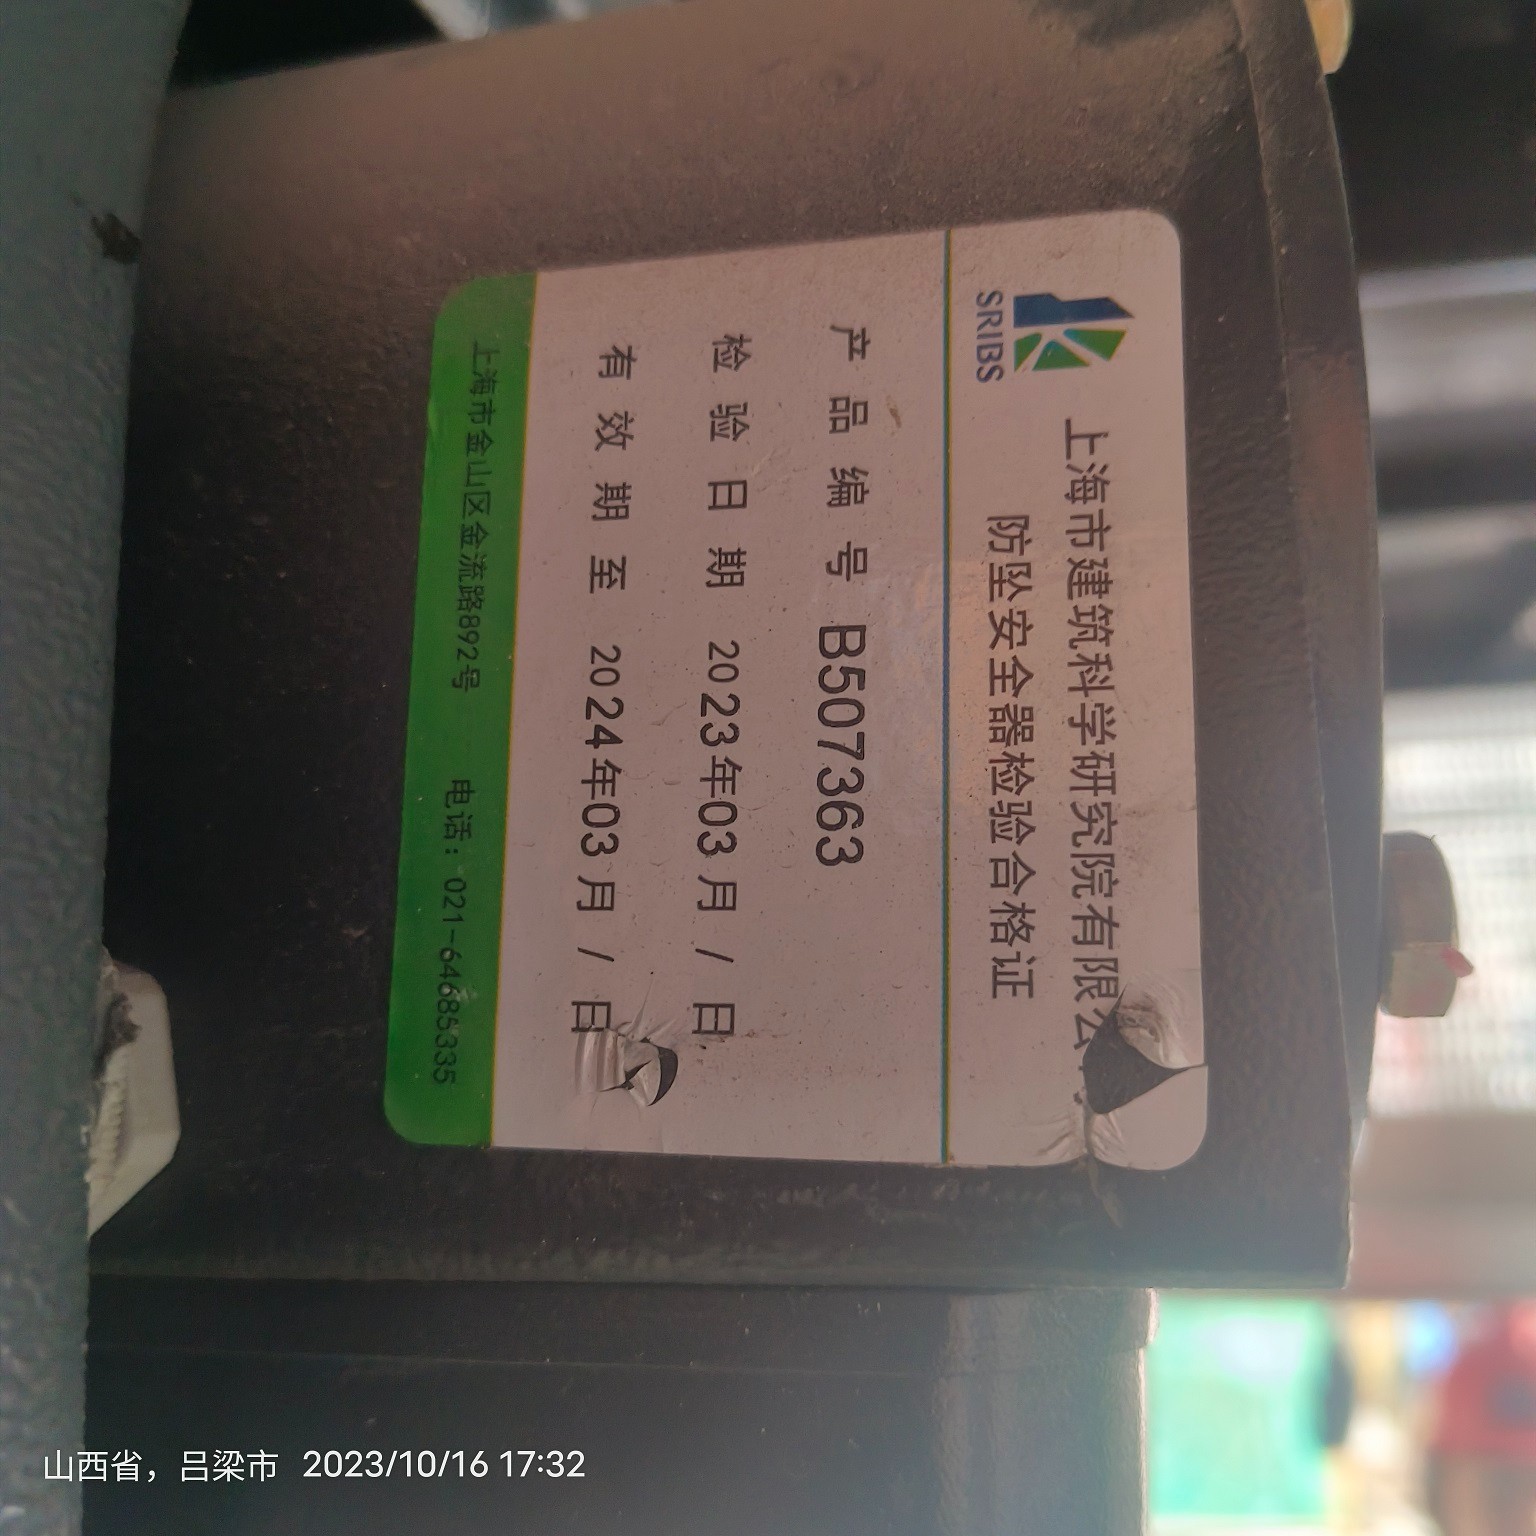 SRIBS
上海市建筑科学研究院有限公
防坠安全器检验合格证
产品编号 B507363
检验日期 2023年03月/日
有效期至 2024年03月/日
上海市金山区金流路892号 电话：021-64685335
山西省，吕梁市 2023/10/16 17:32